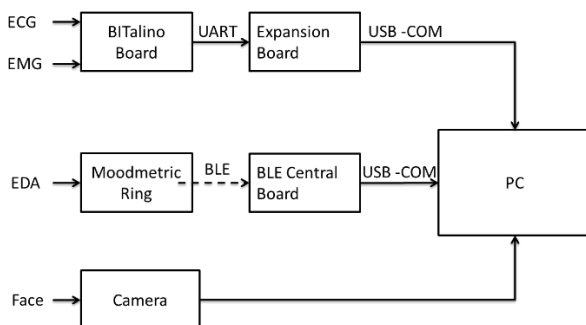 ECG
EMG
BITalino
Board
UART
Expansion
Board
USB -COM
EDA
Moodmetric
Ring
BLE
BLE Central
Board
USB -COM
PC
Face
Camera